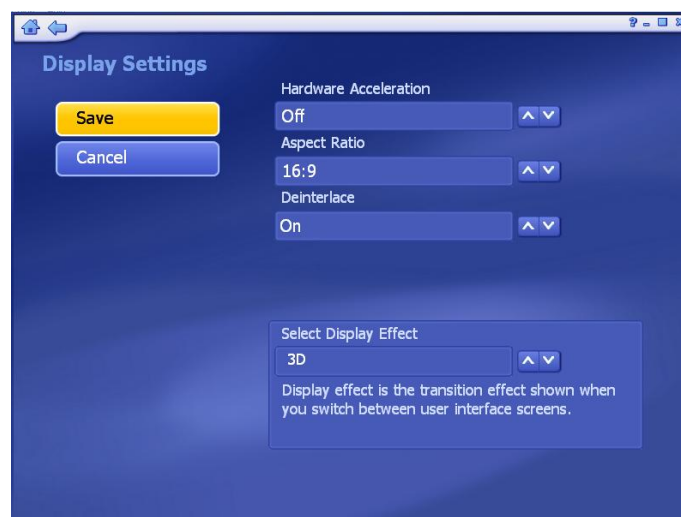 Display Settings
Save
Cancel
Hardware Acceleration
Off
Aspect Ratio
16:9
Deinterlace
On
Select Display Effect
3D
Display effect is the transition effect shown when
you switch between user interface screens.